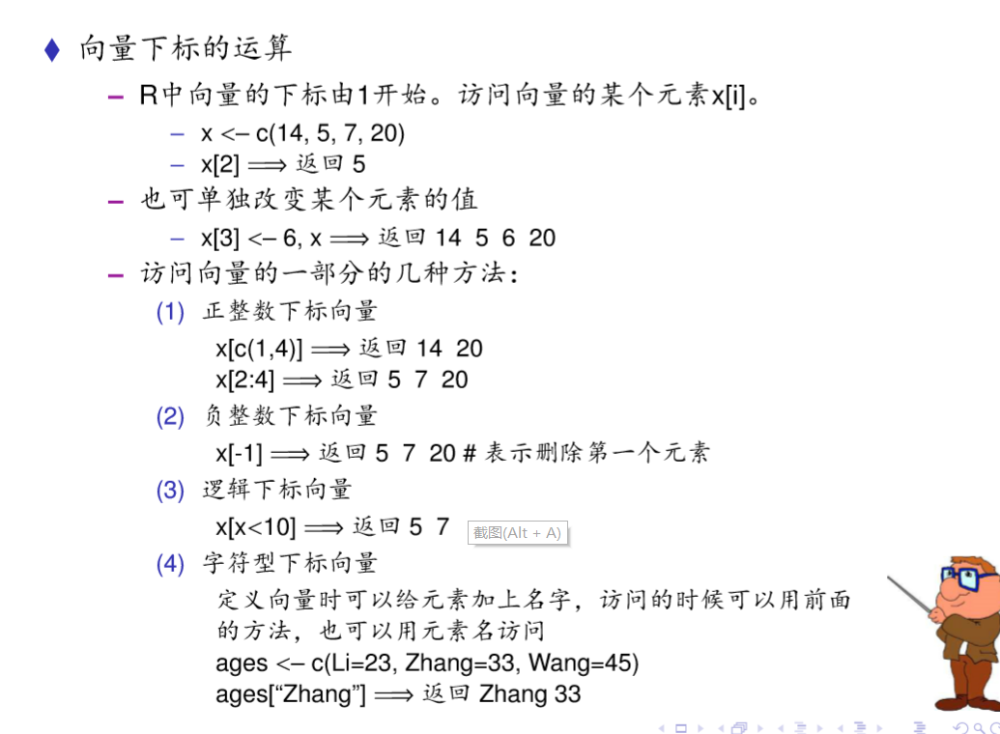 向量下标的运算
– R中向量的下标由1开始。访问向量的某个元素x[i]。
– x <– c(14, 5, 7, 20)
– x[2] ⟹ 返回 5
– 也可单独改变某个元素的值
– x[3] <– 6, x ⟹ 返回 14 5 6 20
– 访问向量的一部分的几种方法：
(1) 正整数下标向量
x[c(1,4)] ⟹ 返回 14 20
x[2:4] ⟹ 返回 5 7 20
(2) 负整数下标向量
x[-1] ⟹ 返回 5 7 20 # 表示删除第一个元素
(3) 逻辑下标向量
x[x<10] ⟹ 返回 5 7
截图(Alt + A)
(4) 字符型下标向量
定义向量时可以给元素加上名字，访问的时候可以用前面
的方法，也可以用元素名访问
ages <– c(Li=23, Zhang=33, Wang=45)
ages[“Zhang”] ⟹ 返回 Zhang 33